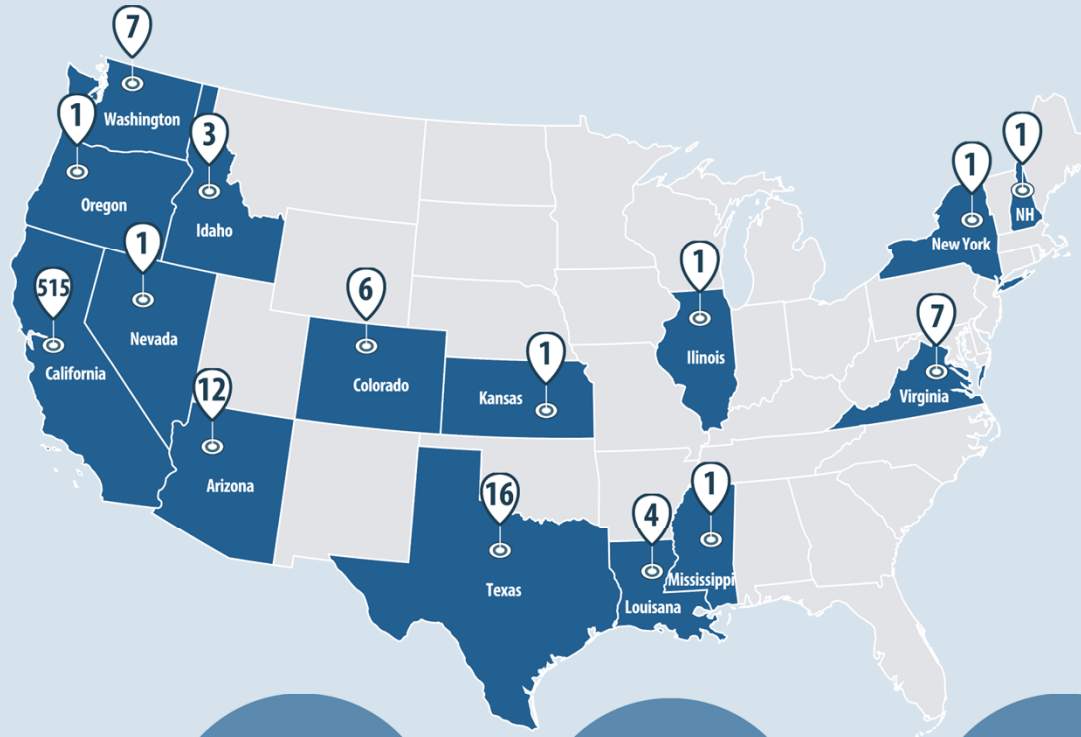 7
Washington
1
Oregon
3
Idaho
1
NH
1
New York
1
Nevada
515
California
6
Colorado
1
Ilinois
7
Virginia
1
Kansas
12
Arizona
16
Texas
4
Louisana
1
Mississippi